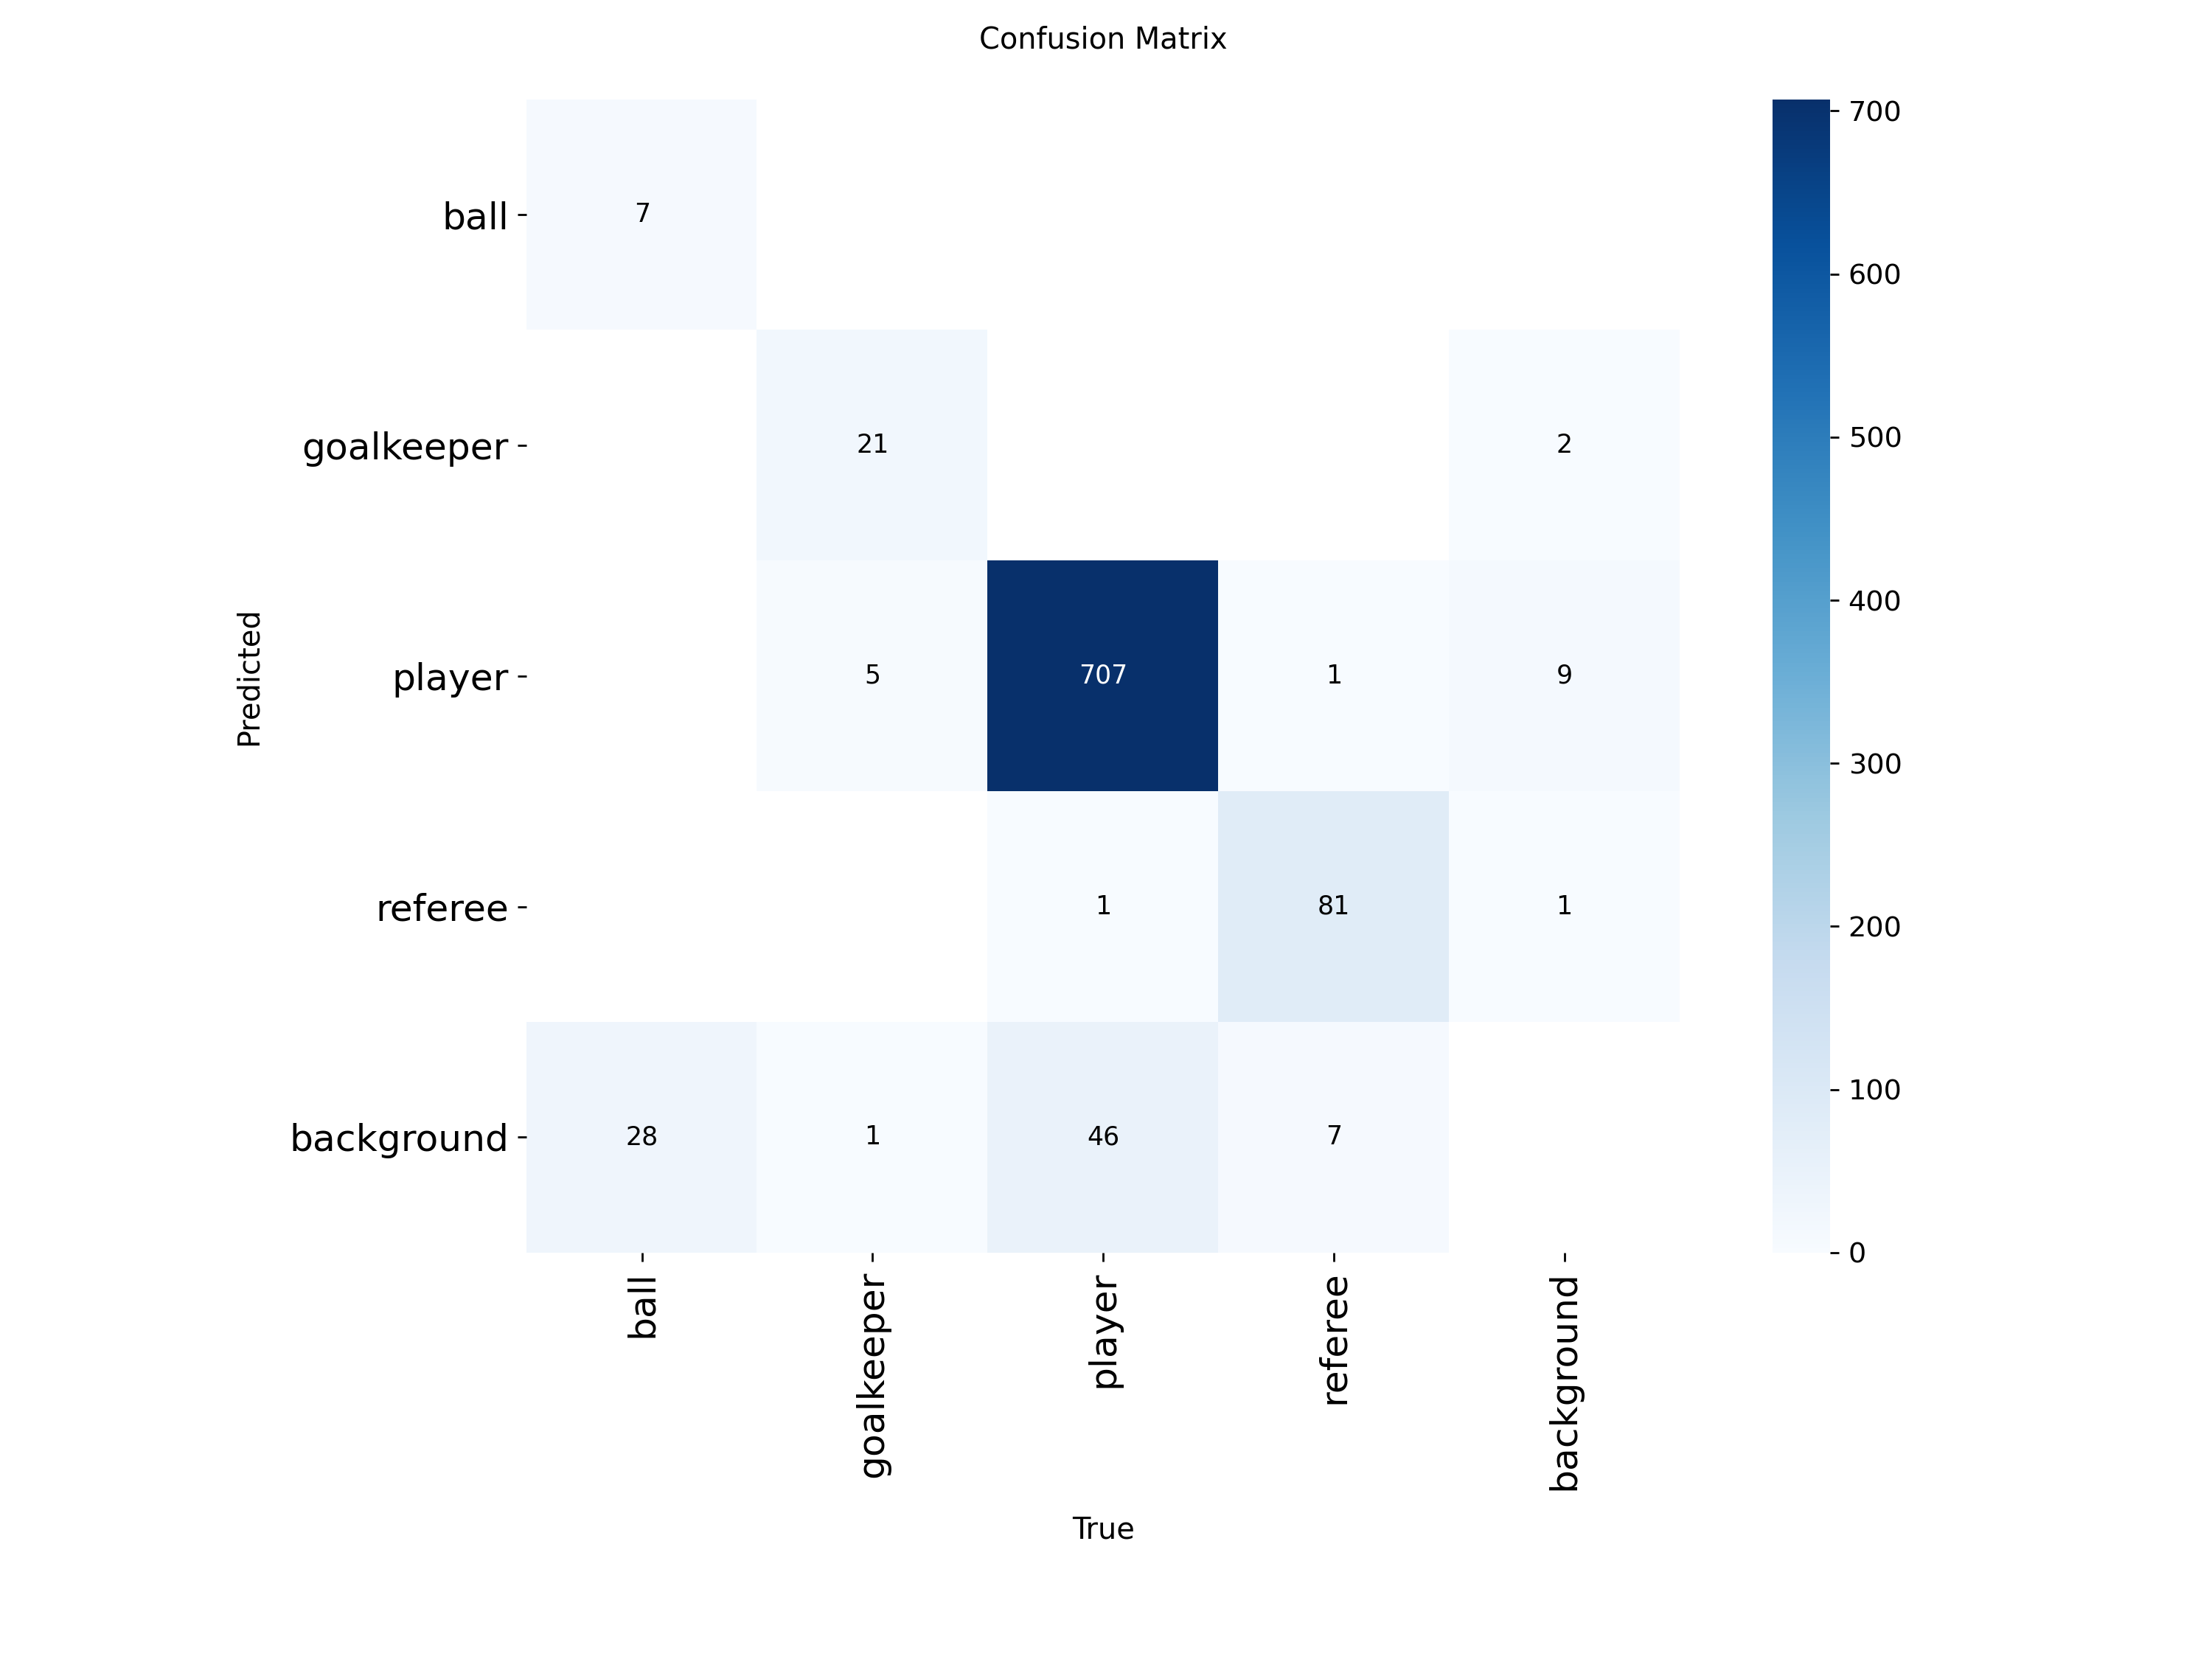 Confusion Matrix
Predicted
ball
7
goalkeeper
21
2
player
5
707
1
9
referee
1
81
1
background
28
1
46
7
ball
goalkeeper
player
referee
background
True
700
600
500
400
300
200
100
0